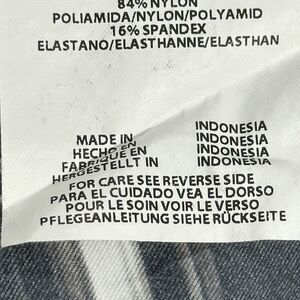 84% NYLON
POLIAMIDA/NYLON/POLYAMID
16% SPANDEX
ELASTANO/ELASTHANNE/ELASTHAN
MADE IN INDONESIA
HECHO EN INDONESIA
FABRIQUE EN INDONESIA
HERGESTELLT IN INDONESIA
FOR CARE SEE REVERSE SIDE
PARA EL CUIDADO VEA EL DORSO
POUR LE SOIN VOIR LE VERSO
PFLEGEANLEITUNG SIEHE RÜCKSEITE